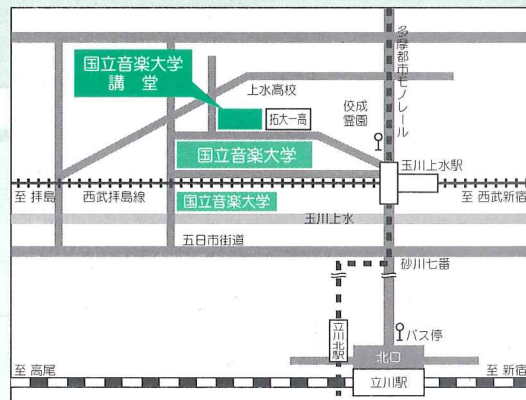 多摩都市モノレール
国立音楽大学
講堂
上水高校
拓大一高
佼成
霊園
国立音楽大学
玉川上水駅
至 拝島
西武拝島線
国立音楽大学
至 西武新宿
玉川上水
五日市街道
砂川七番
立川北駅
バス停
北口
至 高尾
立川駅
至 新宿